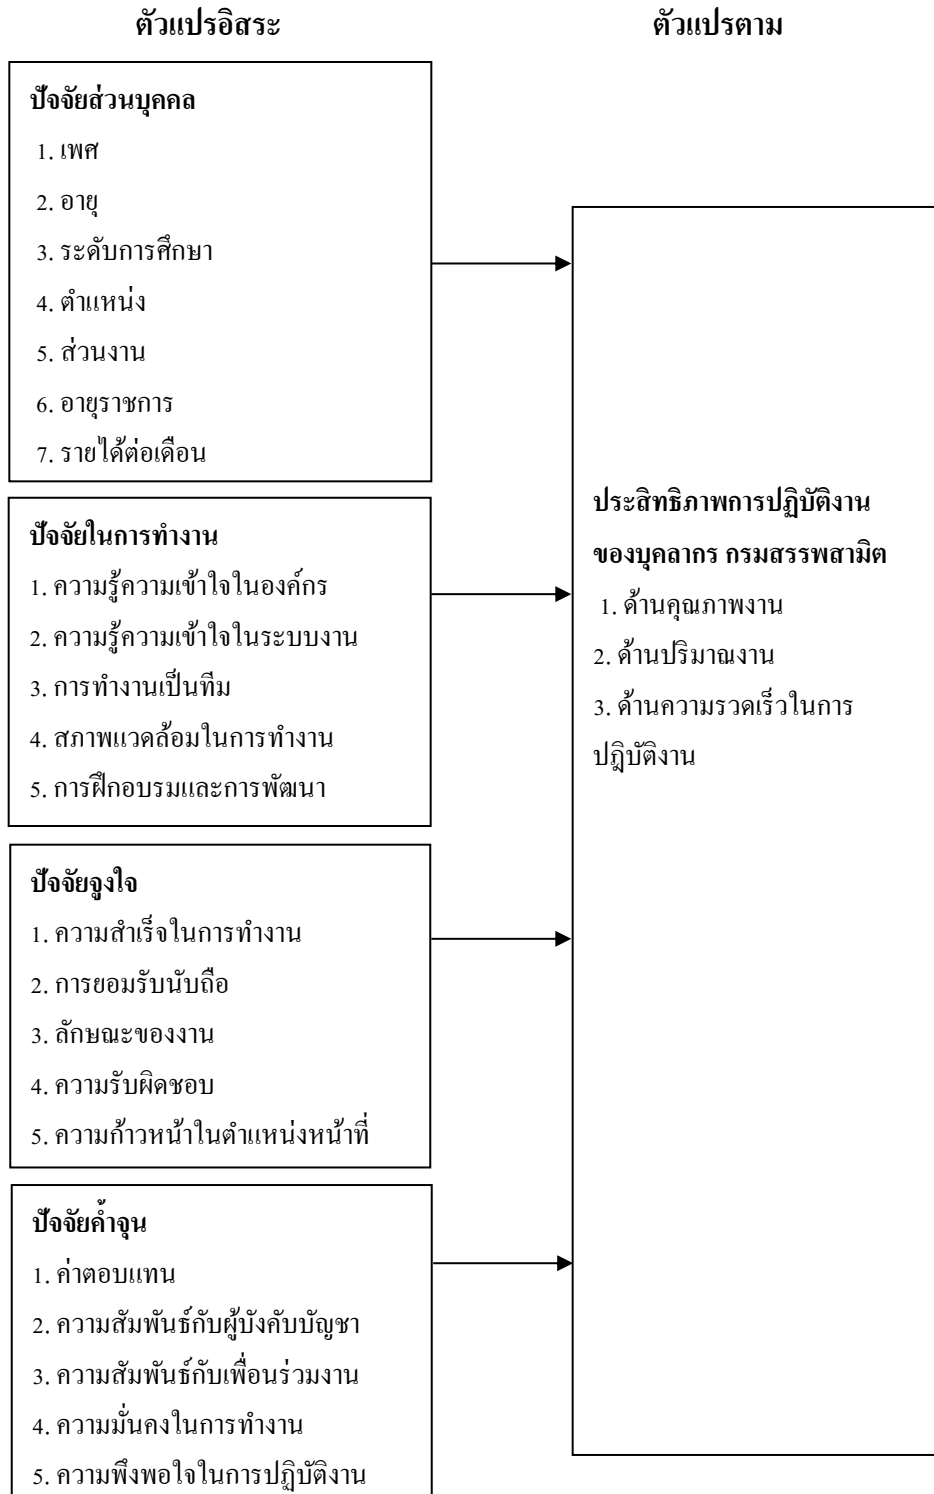 ตัวแปรอิสระ
ตัวแปรตาม
ปัจจัยส่วนบุคคล
1. เพศ
2. อายุ
3. ระดับการศึกษา
4. ตำแหน่ง
5. ส่วนงาน
6. อายุราชการ
7. รายได้ต่อเดือน
ปัจจัยในการทำงาน
1. ความรู้ความเข้าใจในองค์กร
2. ความรู้ความเข้าใจในระบบงาน
3. การทำงานเป็นทีม
4. สภาพแวดล้อมในการทำงาน
5. การฝึกอบรมและการพัฒนา
ปัจจัยจูงใจ
1. ความสำเร็จในการทำงาน
2. การยอมรับนับถือ
3. ลักษณะของงาน
4. ความรับผิดชอบ
5. ความก้าวหน้าในตำแหน่งหน้าที่
ปัจจัยค้ำจุน
1. ค่าตอบแทน
2. ความสัมพันธ์กับผู้บังคับบัญชา
3. ความสัมพันธ์กับเพื่อนร่วมงาน
4. ความมั่นคงในการทำงาน
5. ความพึงพอใจในการปฏิบัติงาน
ประสิทธิภาพการปฏิบัติงาน
ของบุคลากร กรมสรรพสามิต
1. ด้านคุณภาพงาน
2. ด้านปริมาณงาน
3. ด้านความรวดเร็วในการ
ปฎิบัติงาน